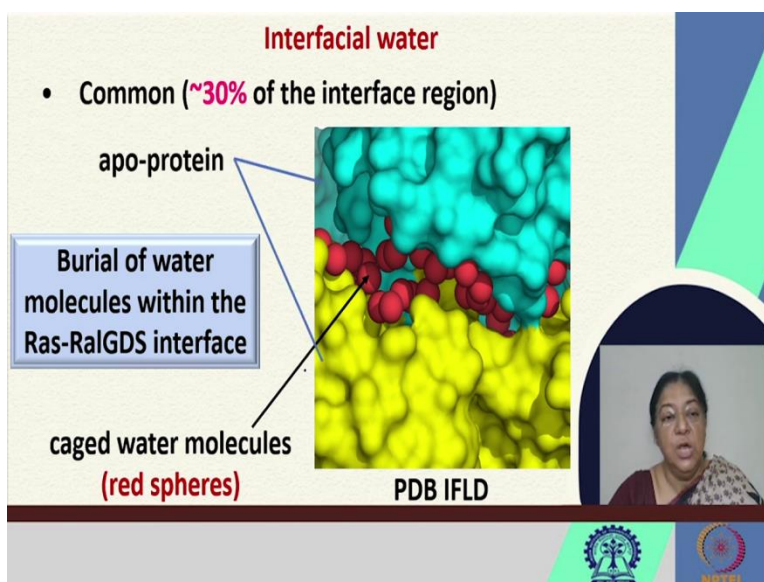 Interfacial water
• Common (~30% of the interface region)
apo-protein
Burial of water
molecules within the
Ras-RalGDS interface
caged water molecules
(red spheres)
PDB IFLD
NPTEL